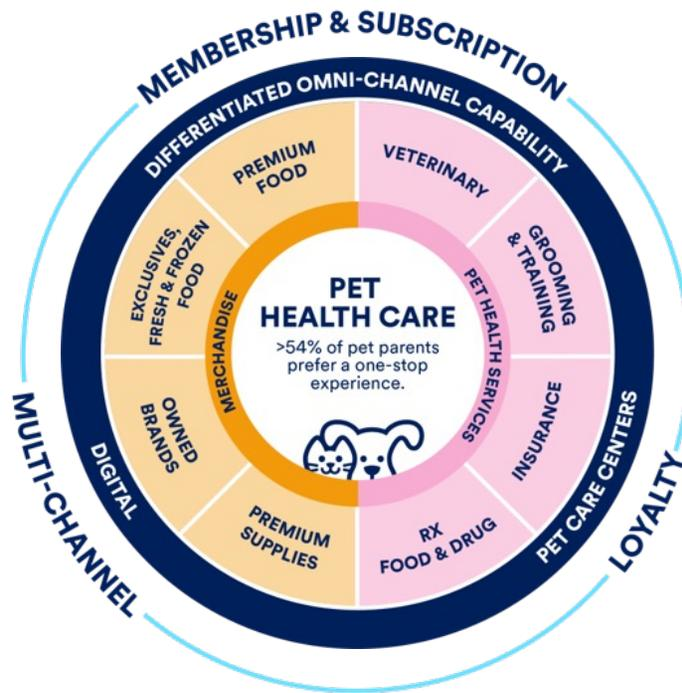 MEMBERSHIP & SUBSCRIPTION
DIFFERENTIATED OMNI-CHANNEL CAPABILITY
PREMIUM
FOOD
VETERINARY
EXCLUSIVES,
FRESH & FROZEN
FOOD
GROOMING
& TRAINING
MERCHANDISE
PET
HEALTH CARE
>54% of pet parents
prefer a one-stop
experience.
PET HEALTH SERVICES
OWNED
BRANDS
INSURANCE
PREMIUM
SUPPLIES
RX
FOOD & DRUG
DIGITAL
PET CARE CENTERS
MULTI-CHANNEL
LOYALTY